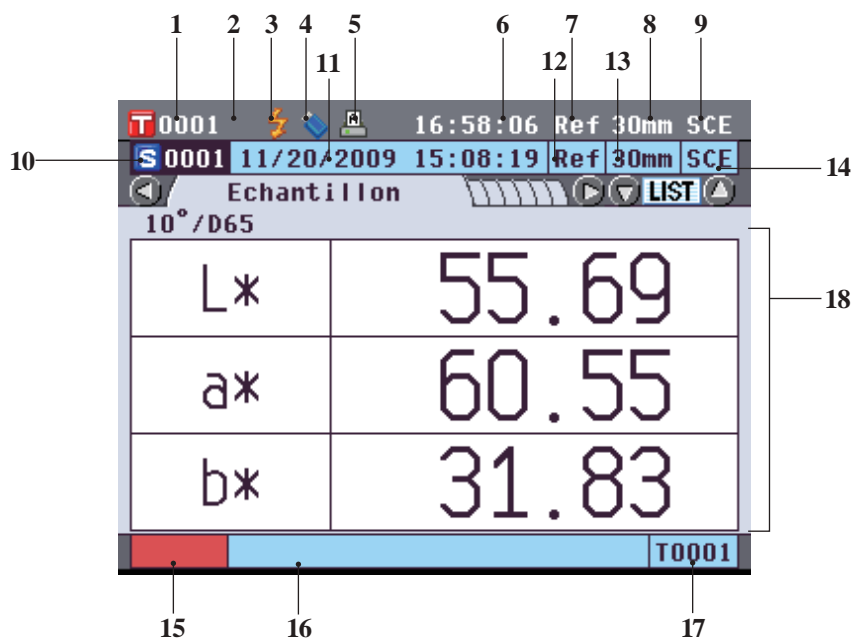 1 2 3 4 5 6 7 8 9
11 12 13
T 0001 16:58:06 Ref 30mm SCE
10 S 0001 11/20/2009 15:08:19 Ref 30mm SCE 14
Echantillon LIST
10°/D65
L* 55.69
18
a* 60.55
b* 31.83
T0001
15 16 17